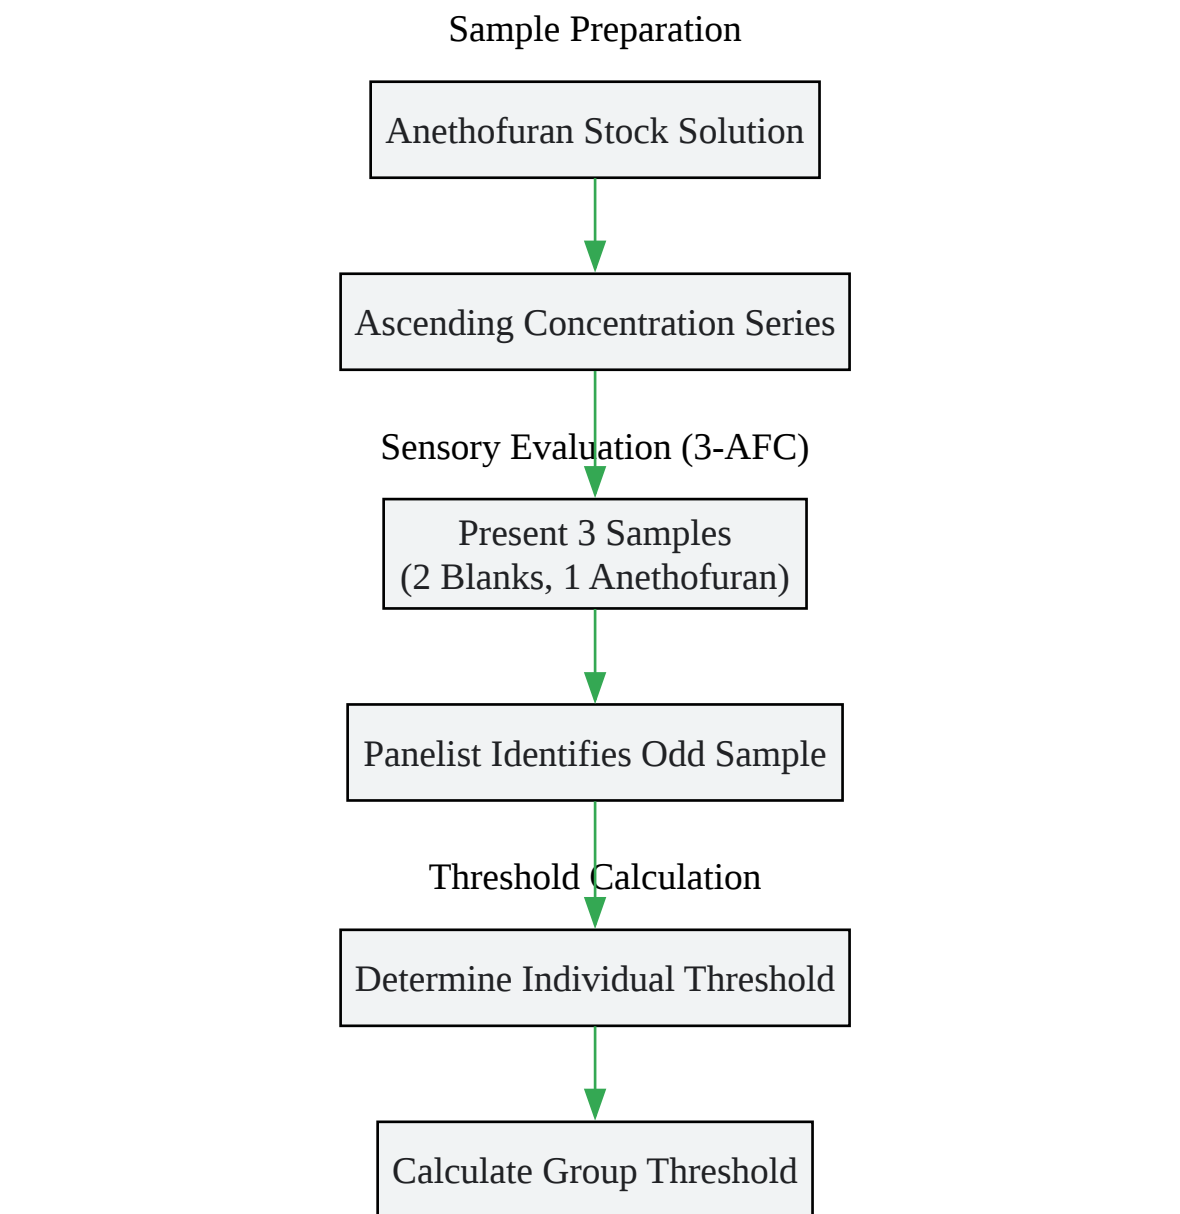 Sample Preparation
Anethofuran Stock Solution
Ascending Concentration Series
Sensory Evaluation (3-AFC)
Present 3 Samples
(2 Blanks, 1 Anethofuran)
Panelist Identifies Odd Sample
Threshold Calculation
Determine Individual Threshold
Calculate Group Threshold